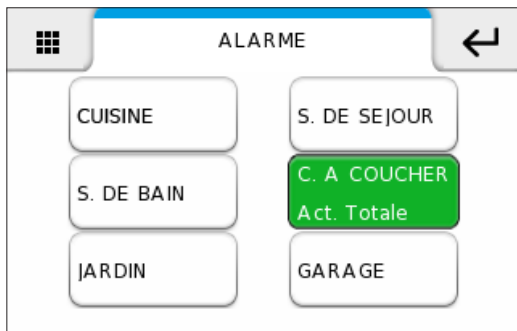 ALARME
CUISINE
S. DE SEJOUR
S. DE BAIN
C. A COUCHER
Act. Totale
JARDIN
GARAGE